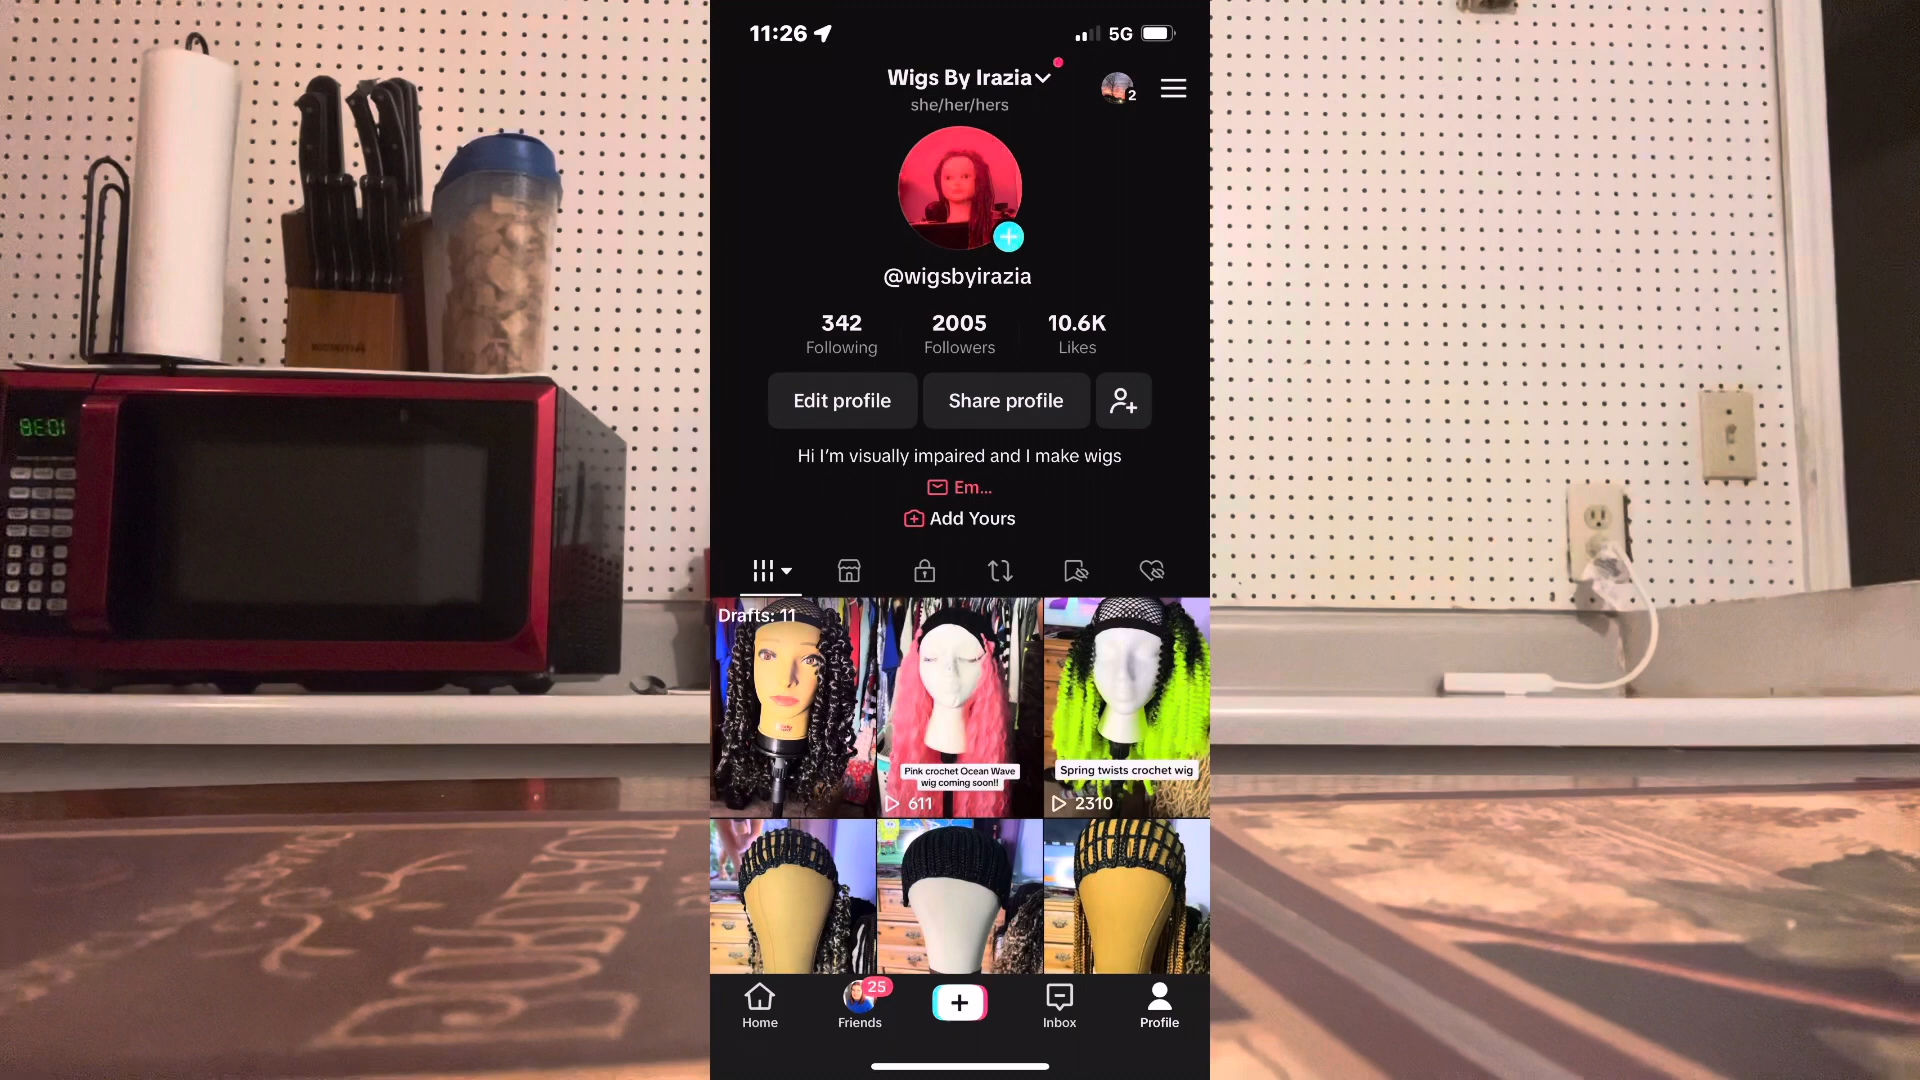 11:26
5G
Wigs By Irazia
she/her/hers
2
@wigsbyirazia
342
2005
10.6K
Following
Followers
Likes
Edit profile
Share profile
Hi I’m visually impaired and I make wigs
Em...
Add Yours
Drafts: 11
Pink crochet Ocean Wave
wig coming soon!!
611
Spring twists crochet wig
2310
25
Home
Friends
Inbox
Profile
BORDEAUX